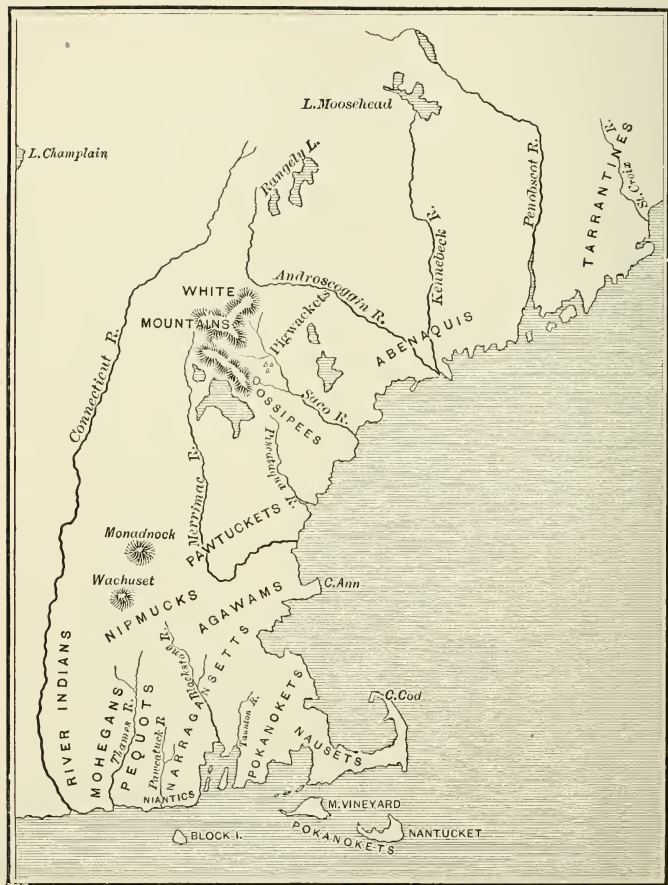 L. Moosehead
L. Champlain
Rangely L.
Kennebeck R.
Penobscot R.
St. Croix R.
TARRANTINES
Androscoggin R.
WHITE
MOUNTAINS
Pigwackets
ABENAQUIS
Connecticut R.
OSSIPEES
Saco R.
Merrimac R.
Piscataqua R.
PAWTUCKETS
Monadnock
Wachuset
C. Ann
NIPMUCKS
AGAWAMS
RIVER INDIANS
MOHEGANS
Thames R.
PEQUOTS
Pawcatuck R
NARRAGANSETTS
Blackstone R.
Taunton R.
POKANOKETS
NAUSETS
C. Cod
NIANTICS
M. VINEYARD
BLOCK I.
POKANOKETS
NANTUCKET